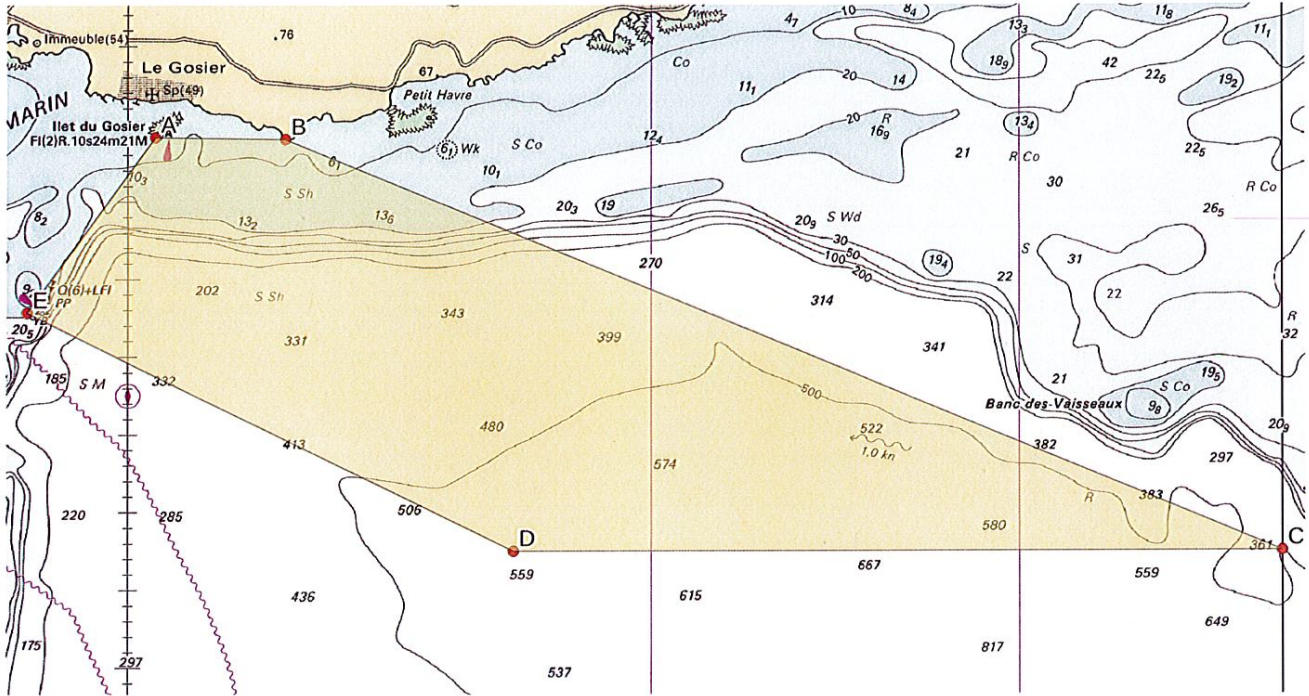 8₄
13₃
11₈
4₇
10
Immeuble(54)
.76
11₁
18₉
42
Co
Le Gosier
67
20
14
22₅
19₂
11₁
Sp(49)
Petit Havre
MARIN
Ilet du Gosier
A
B
Fl(2)R.10s24m21M
20
R
16₉
13₄
12₄
6₁ Wk
S Co
22₅
21
R Co
6₁
10₁
30
10₃
R Co
S Sh
19
20₃
S Wd
20₉
26₅
8₂
13₂
13₆
30
50
100
200
S
31
19₄
270
22
9
E
Q(6)+LFl
PP
YB
202
S Sh
314
22
343
R
20₅
331
399
341
32
185
S M
332
500
21
19₅
S Co
Banc-des-Vaisseaux
9₈
20₉
480
522
413
1,0 kn
382
297
574
383
R
506
220
285
580
D
361
C
559
667
559
436
615
649
175
817
297
537